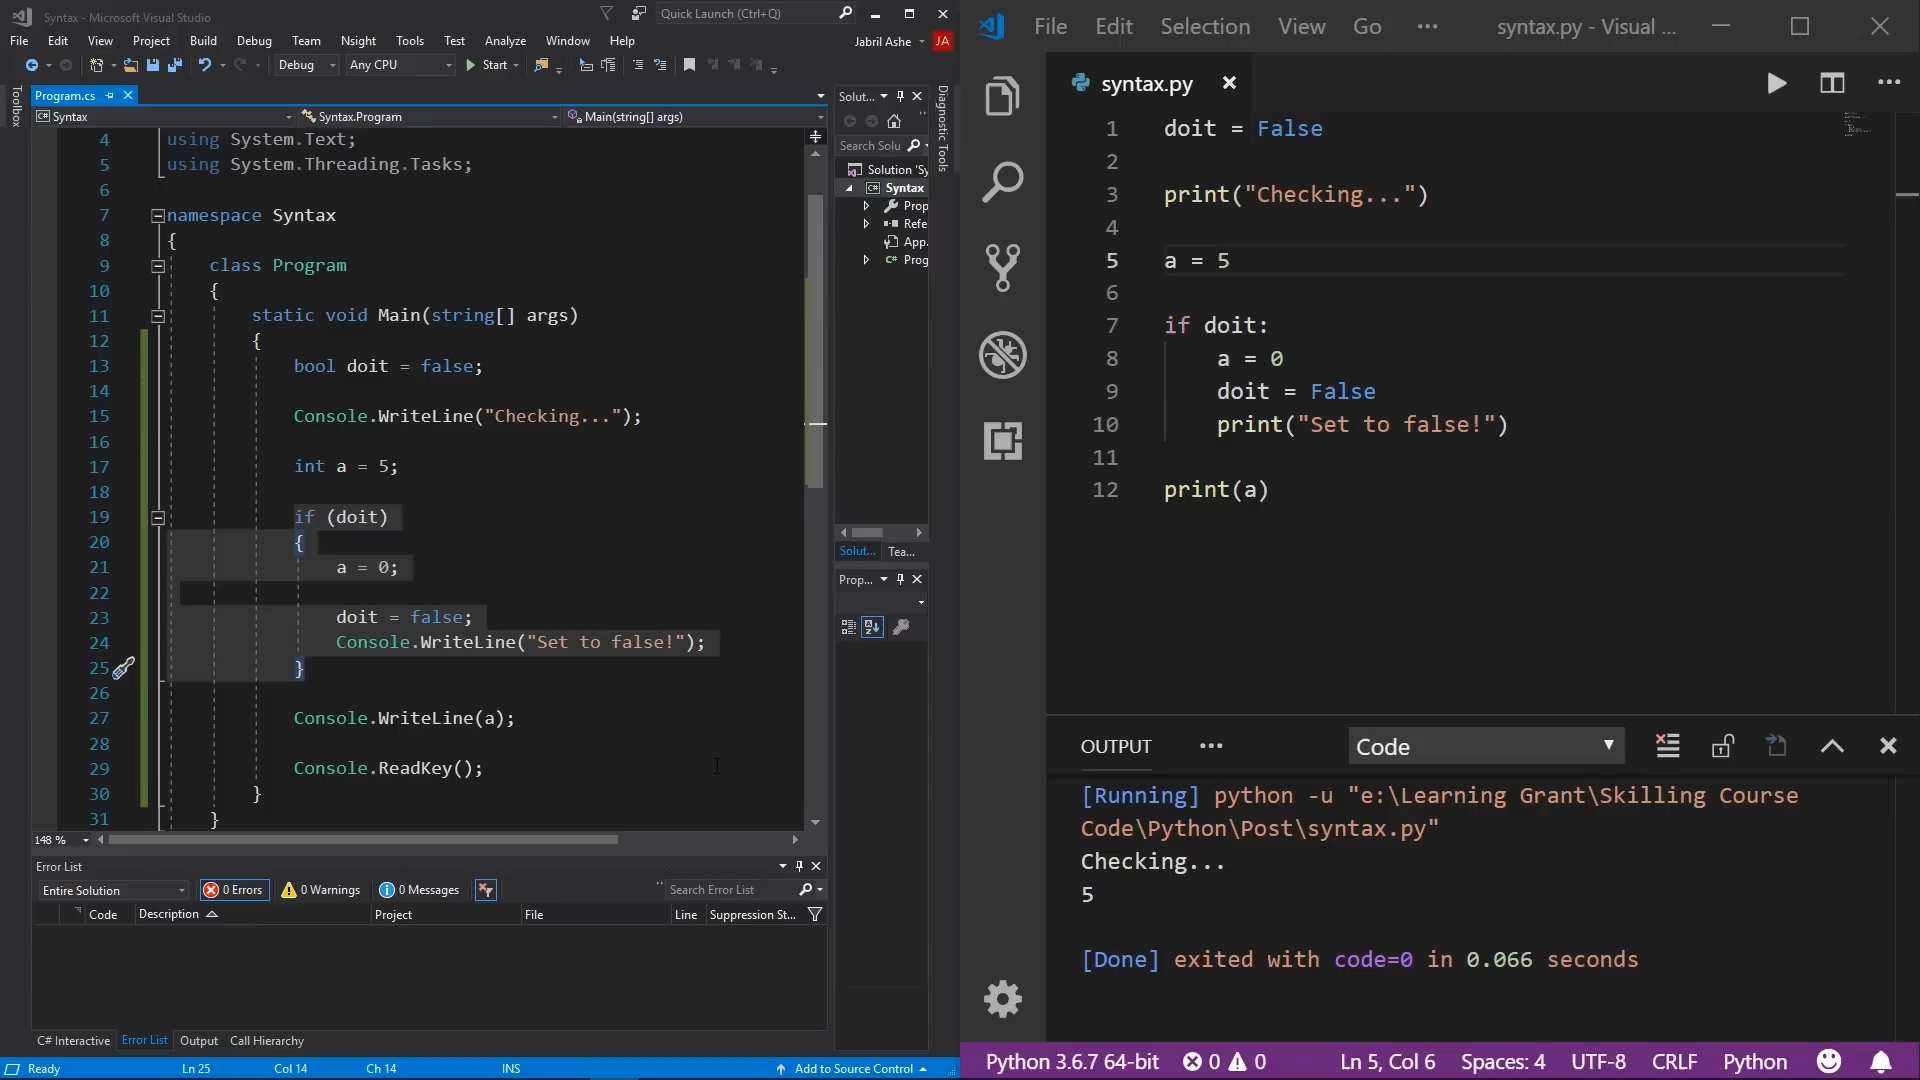 Syntax - Microsoft Visual Studio
Quick Launch (Ctrl+Q)
File Edit View Project Build Debug Team Nsight Tools Test Analyze Window Help
Jabril Ashe JA
Debug Any CPU Start
Toolbox
Program.cs
Syntax Syntax.Program Main(string[] args)
4 using System.Text;
5 using System.Threading.Tasks;
6
7 namespace Syntax
8 {
9 class Program
10 {
11 static void Main(string[] args)
12 {
13 bool doit = false;
14
15 Console.WriteLine("Checking...");
16
17 int a = 5;
18
19 if (doit)
20 {
21 a = 0;
22
23 doit = false;
24 Console.WriteLine("Set to false!");
25 }
26
27 Console.WriteLine(a);
28
29 Console.ReadKey();
30 }
31 }
148 %
Solut...
Search Solu
Solution 'Sy
C# Syntax
Prop
Refe
App.
C# Prog
Solut... Tea...
Prop...
Diagnostic Tools
Error List
Entire Solution 0 Errors 0 Warnings 0 Messages Search Error List
Code Description Project File Line Suppression St...
C# Interactive Error List Output Call Hierarchy
Ready Ln 25 Col 14 Ch 14 INS Add to Source Control
File Edit Selection View Go ... syntax.py - Visual ...
syntax.py
1 doit = False
2
3 print("Checking...")
4
5 a = 5
6
7 if doit:
8 a = 0
9 doit = False
10 print("Set to false!")
11
12 print(a)
OUTPUT ... Code
[Running] python -u "e:\Learning Grant\Skilling Course
Code\Python\Post\syntax.py"
Checking...
5
[Done] exited with code=0 in 0.066 seconds
Python 3.6.7 64-bit 0 0 Ln 5, Col 6 Spaces: 4 UTF-8 CRLF Python